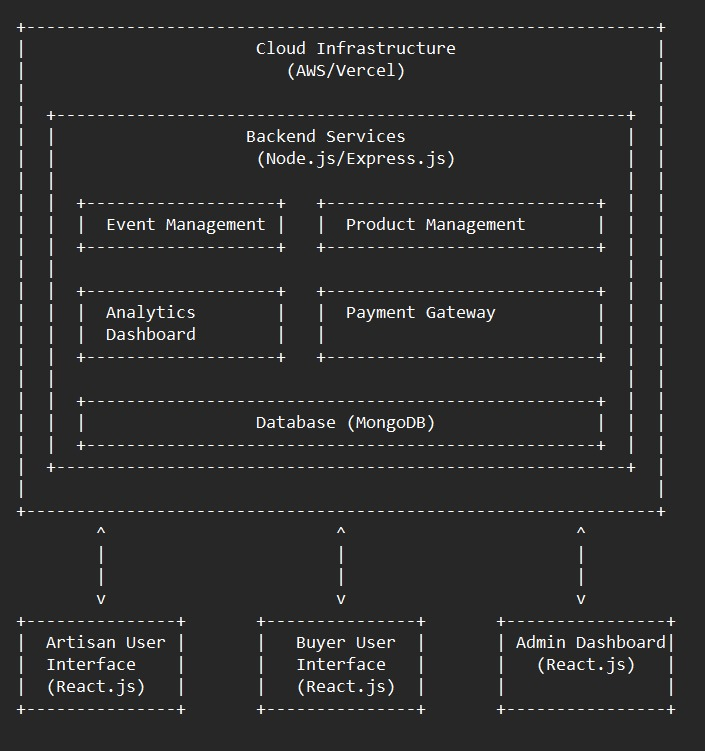 Cloud Infrastructure
(AWS/Vercel)
Backend Services
(Node.js/Express.js)
Event Management
Product Management
Analytics
Dashboard
Payment Gateway
Database (MongoDB)
Artisan User
Interface
(React.js)
Buyer User
Interface
(React.js)
Admin Dashboard
(React.js)